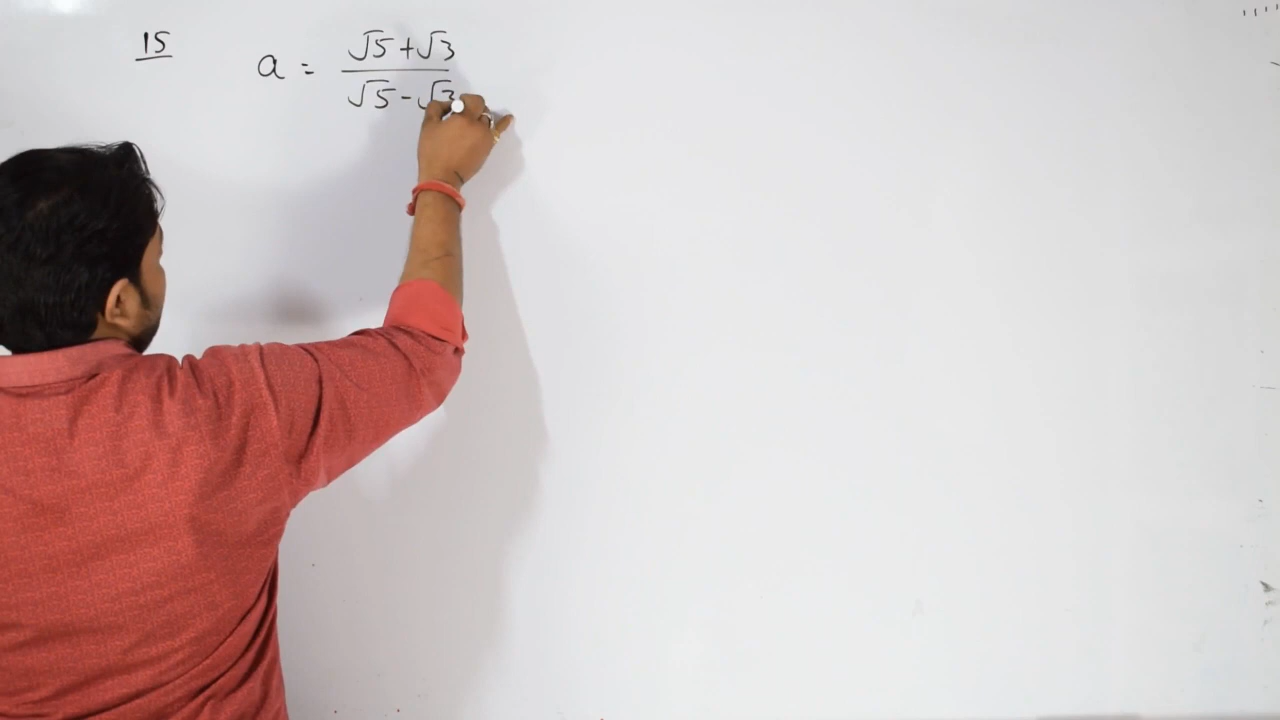 15
a = √5+√3 / √5-√3